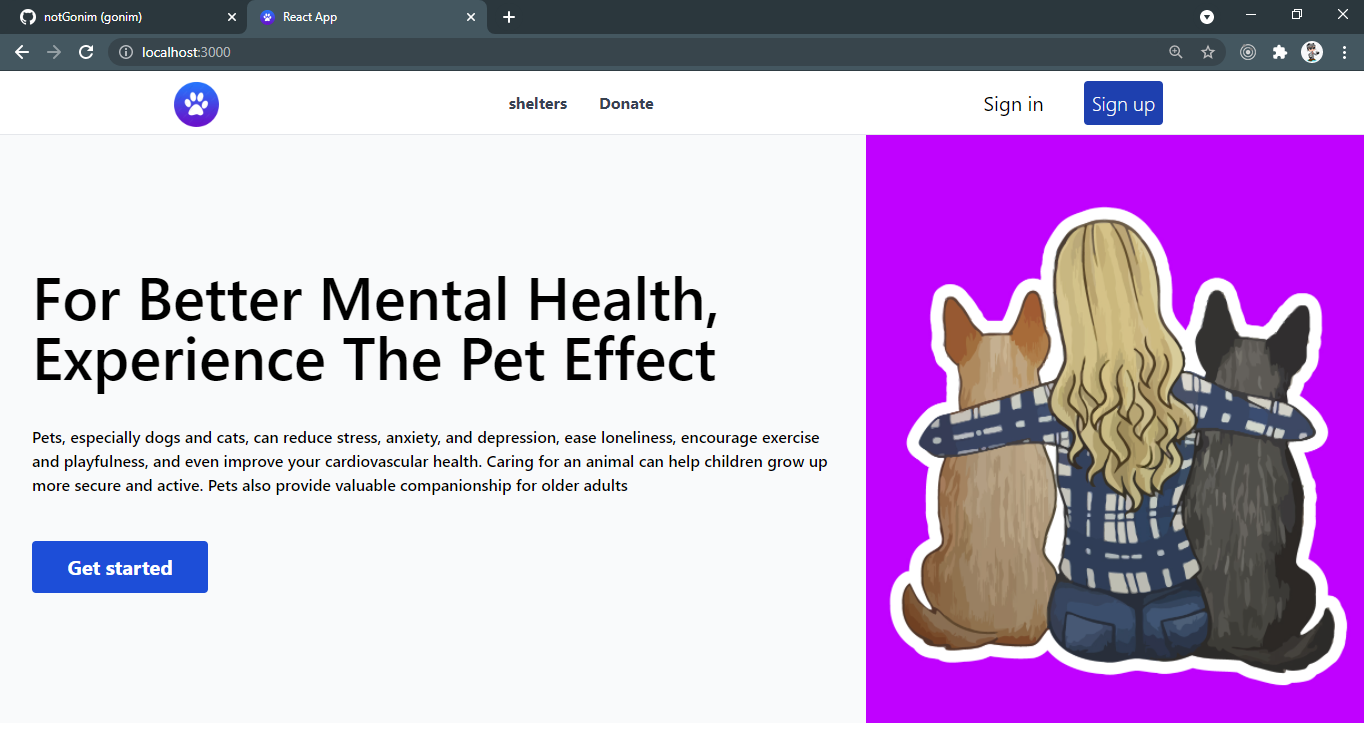 notGonim (gonim)
React App
localhost:3000
shelters
Donate
Sign in
Sign up
For Better Mental Health,
Experience The Pet Effect
Pets, especially dogs and cats, can reduce stress, anxiety, and depression, ease loneliness, encourage exercise
and playfulness, and even improve your cardiovascular health. Caring for an animal can help children grow up
more secure and active. Pets also provide valuable companionship for older adults
Get started